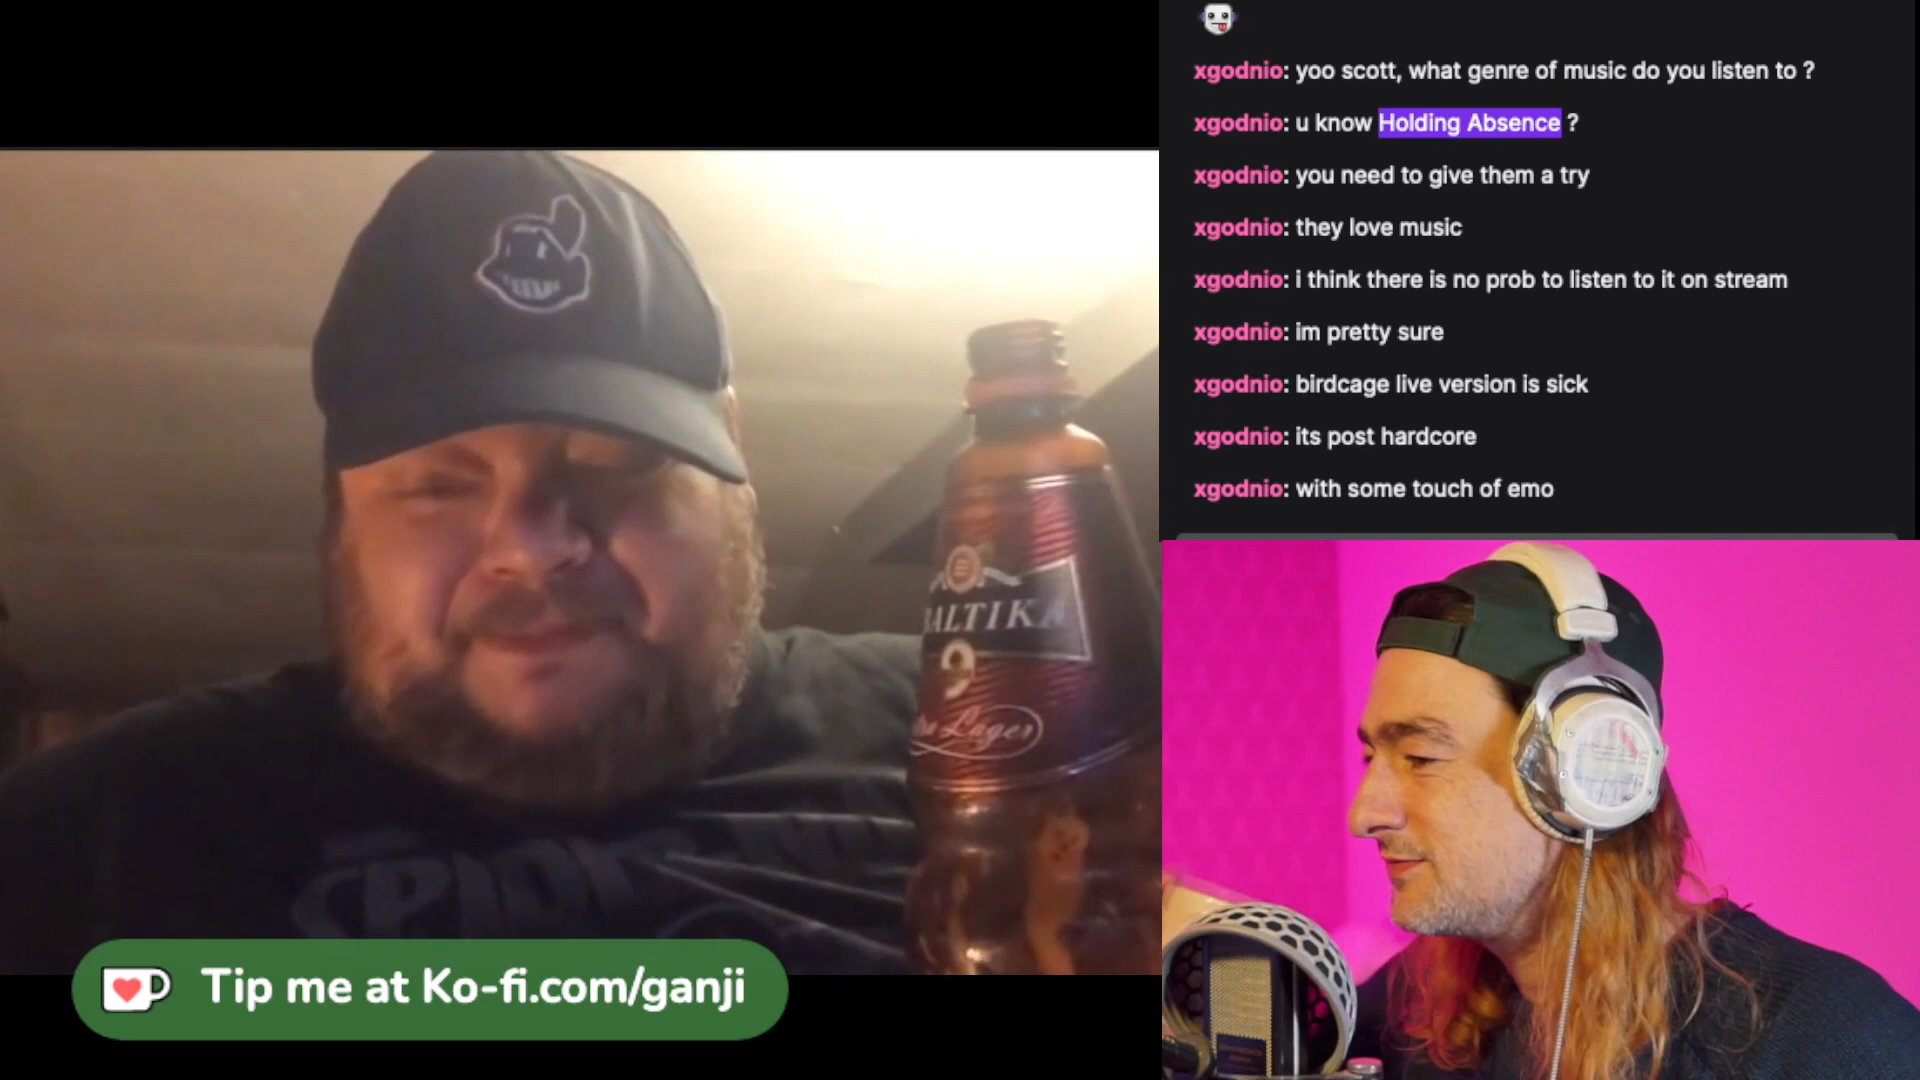 xgodnio: yoo scott, what genre of music do you listen to ?
xgodnio: u know Holding Absence ?
xgodnio: you need to give them a try
xgodnio: they love music
xgodnio: i think there is no prob to listen to it on stream
xgodnio: im pretty sure
xgodnio: birdcage live version is sick
xgodnio: its post hardcore
xgodnio: with some touch of emo
BALTIKA
9
Lager
Tip me at Ko-fi.com/ganji